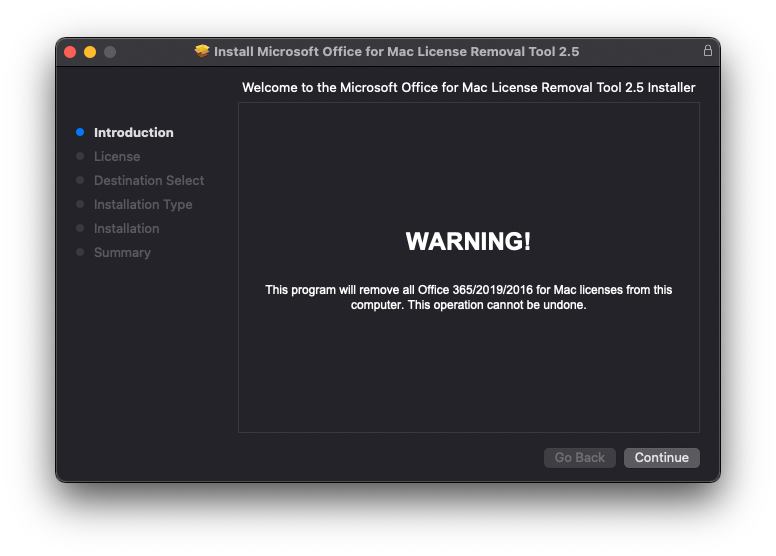 Install Microsoft Office for Mac License Removal Tool 2.5
Welcome to the Microsoft Office for Mac License Removal Tool 2.5 Installer
Introduction
License
Destination Select
Installation Type
Installation
Summary
WARNING!
This program will remove all Office 365/2019/2016 for Mac licenses from this
computer. This operation cannot be undone.
Go Back
Continue